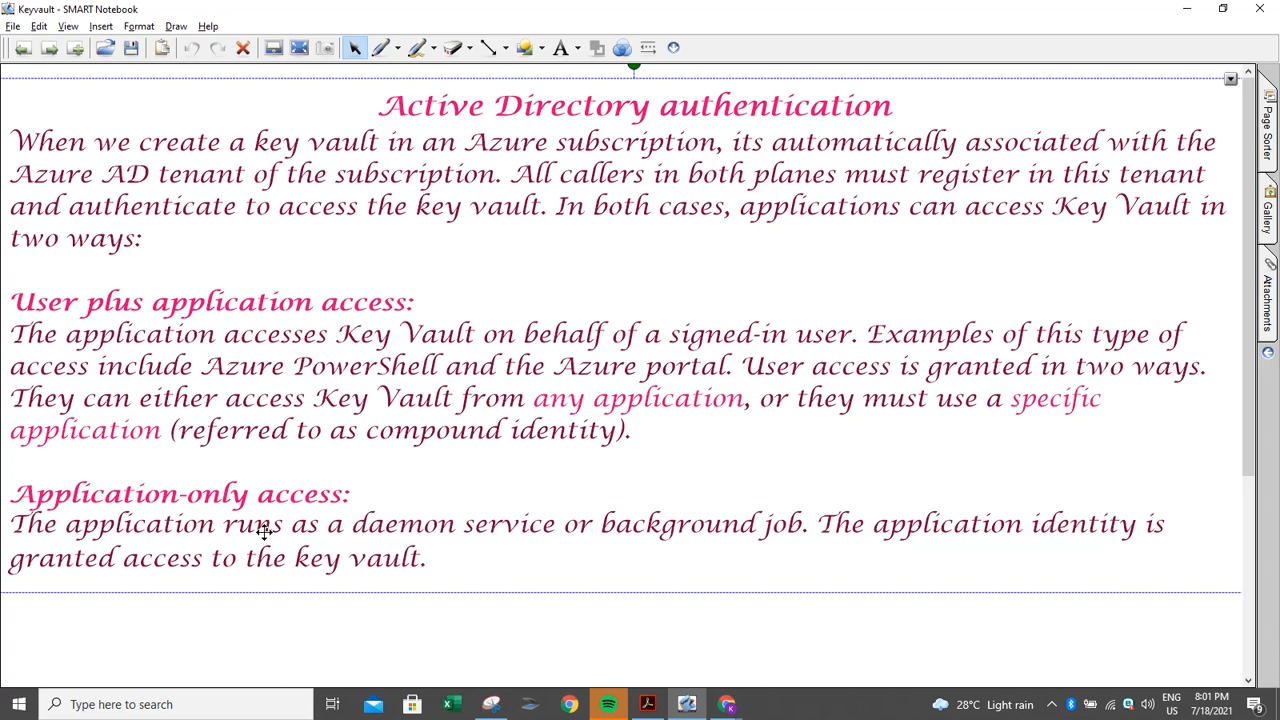 Keyvault - SMART Notebook
File Edit View Insert Format Draw Help
Active Directory authentication
When we create a key vault in an Azure subscription, its automatically associated with the
Azure AD tenant of the subscription. All callers in both planes must register in this tenant
and authenticate to access the key vault. In both cases, applications can access Key Vault in
two ways:
User plus application access:
The application accesses Key Vault on behalf of a signed-in user. Examples of this type of
access include Azure PowerShell and the Azure portal. User access is granted in two ways.
They can either access Key Vault from any application, or they must use a specific
application (referred to as compound identity).
Application-only access:
The application runs as a daemon service or background job. The application identity is
granted access to the key vault.
Page Sorter
Gallery
Attachments
Type here to search
28°C Light rain
ENG
US
8:01 PM
7/18/2021